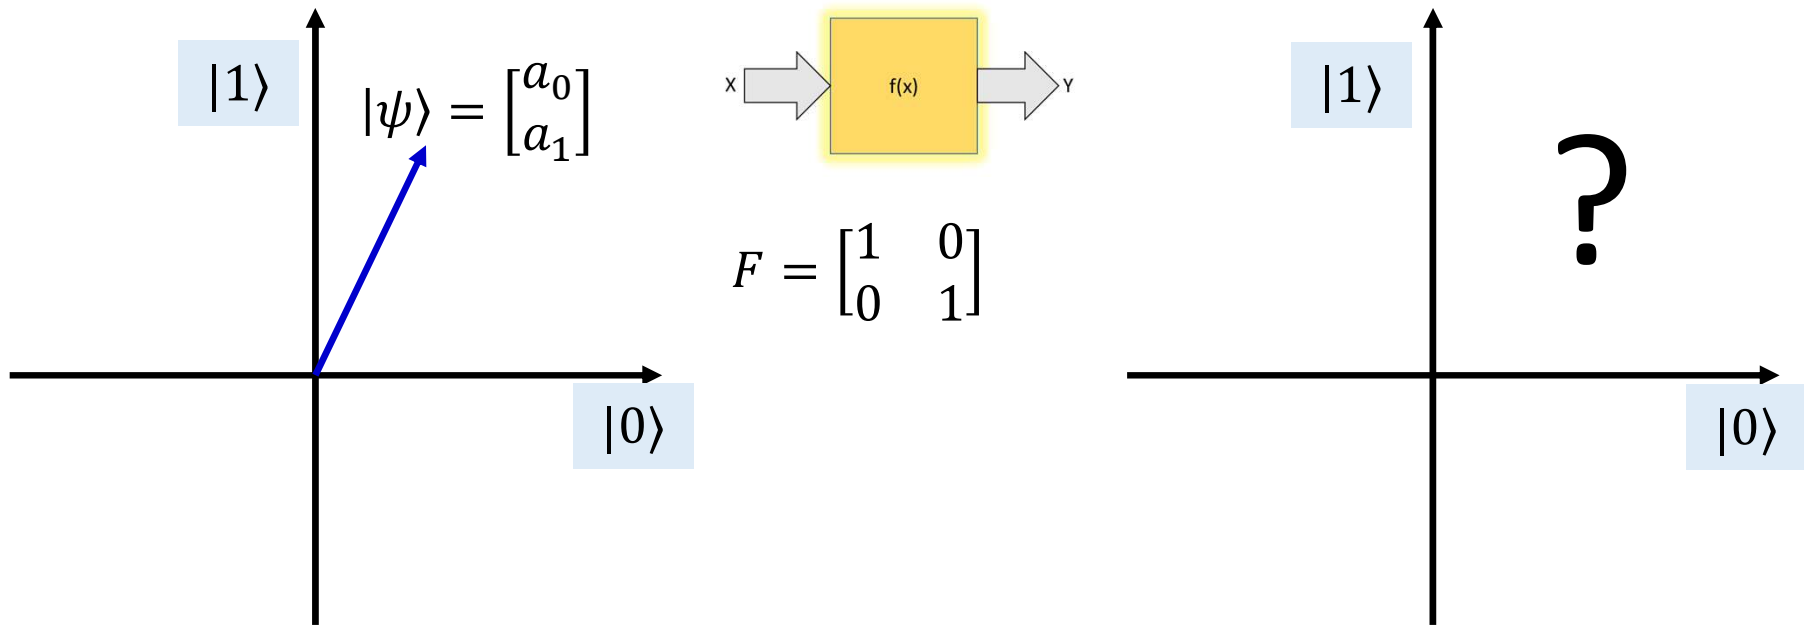 |1⟩
|ψ⟩ = [a₀
a₁]
|0⟩
X
f(x)
Y
F = [1 0
0 1]
|1⟩
?
|0⟩